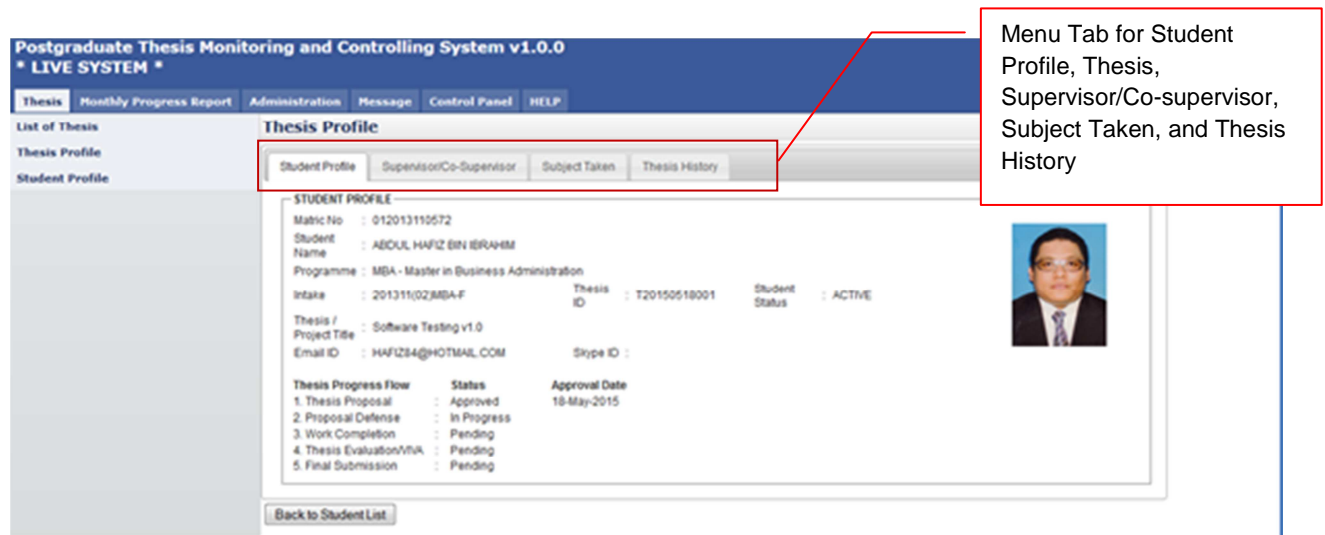 Postgraduate Thesis Monitoring and Controlling System v1.0.0
* LIVE SYSTEM *
Thesis Monthly Progress Report Administration Message Control Panel HELP
List of Thesis
Thesis Profile
Student Profile
Thesis Profile
Student Profile Supervisor/Co-Supervisor Subject Taken Thesis History
Menu Tab for Student
Profile, Thesis,
Supervisor/Co-supervisor,
Subject Taken, and Thesis
History
STUDENT PROFILE
Matric No : 012013110572
Student
Name : ABDUL HAFIZ BIN IBRAHIM
Programme : MBA - Master in Business Administration
Intake : 201311(02)MBA-F Thesis ID : T20150518001 Student Status : ACTIVE
Thesis /
Project Title : Software Testing v1.0
Email ID : HAFIZ84@HOTMAIL.COM Skype ID :
Thesis Progress Flow Status Approval Date
1. Thesis Proposal : Approved 18-May-2015
2. Proposal Defense : In Progress
3. Work Completion : Pending
4. Thesis Evaluation/VIVA : Pending
5. Final Submission : Pending
Back to Student List